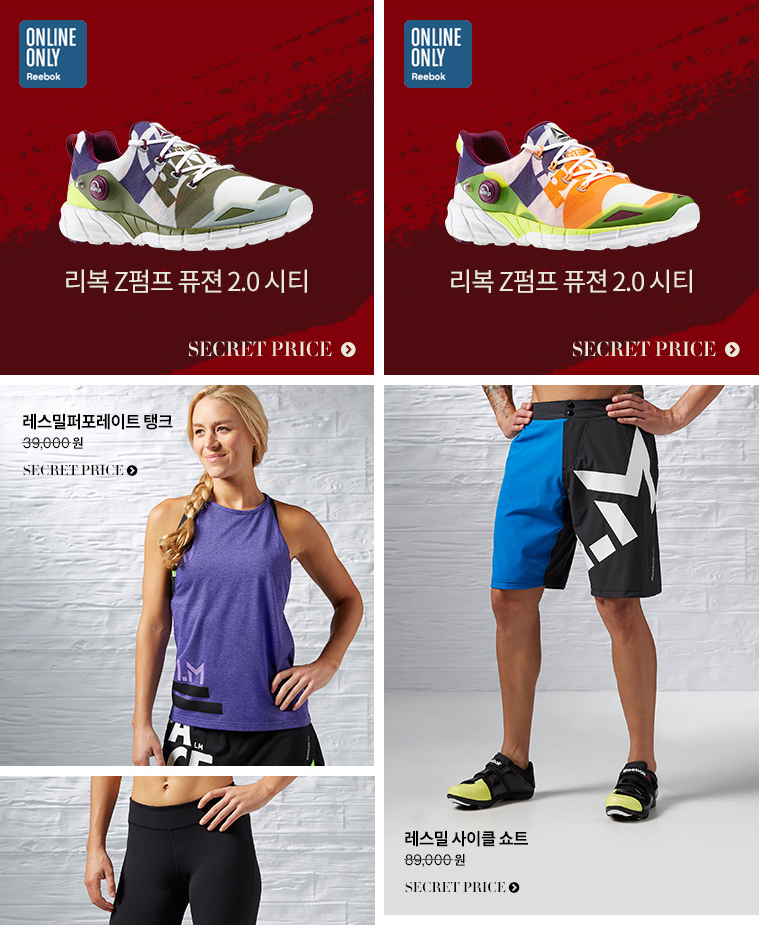 ONLINE
ONLY
Reebok
리복 Z펌프 퓨젼 2.0 시티
SECRET PRICE
ONLINE
ONLY
Reebok
리복 Z펌프 퓨젼 2.0 시티
SECRET PRICE
레스밀퍼포레이트 탱크
39,000 원
SECRET PRICE
LM
LM
레스밀 사이클 쇼트
89,000 원
SECRET PRICE